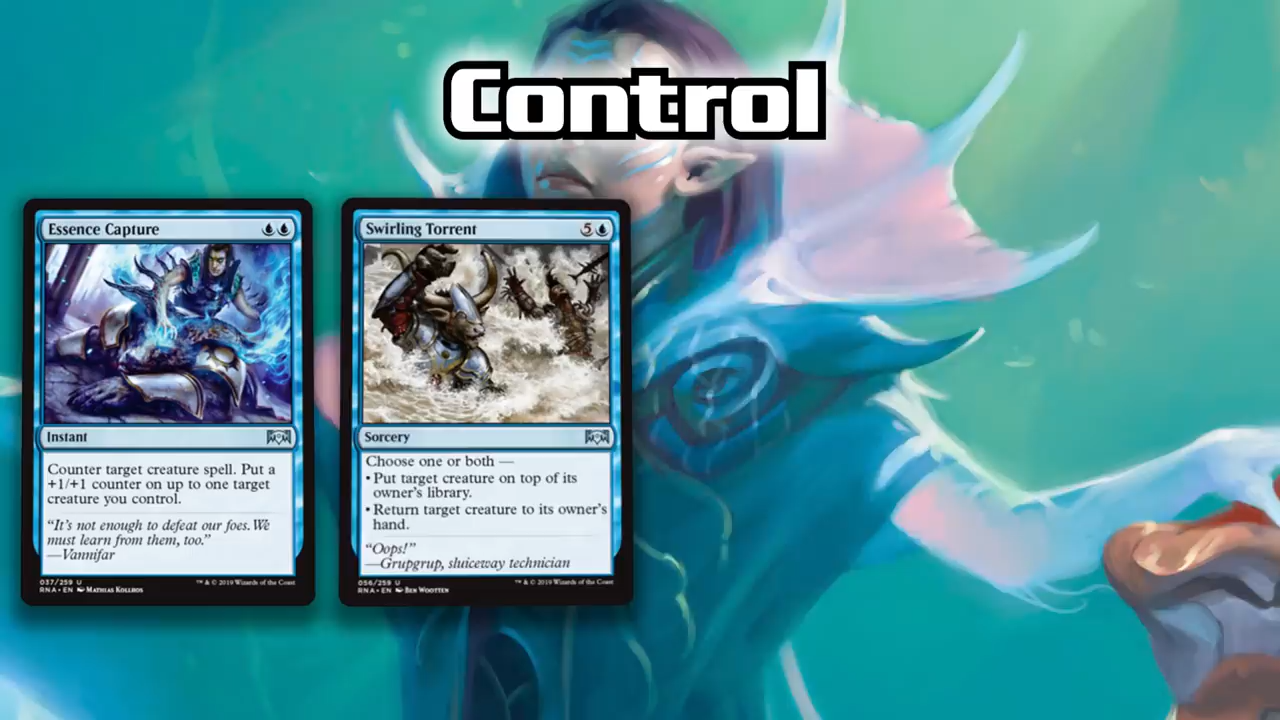 Control
Essence Capture
Instant
Counter target creature spell. Put a
+1/+1 counter on up to one target
creature you control.
“It’s not enough to defeat our foes. We
must learn from them, too.”
—Vannifar
037/259 U
RNA • EN Mathias Kollros
™ & © 2019 Wizards of the Coast
Swirling Torrent
5
Sorcery
Choose one or both —
• Put target creature on top of its
owner’s library.
• Return target creature to its owner’s
hand.
“Oops!”
—Grupgrup, sluiceway technician
056/259 U
RNA • EN Ben Wootten
™ & © 2019 Wizards of the Coast